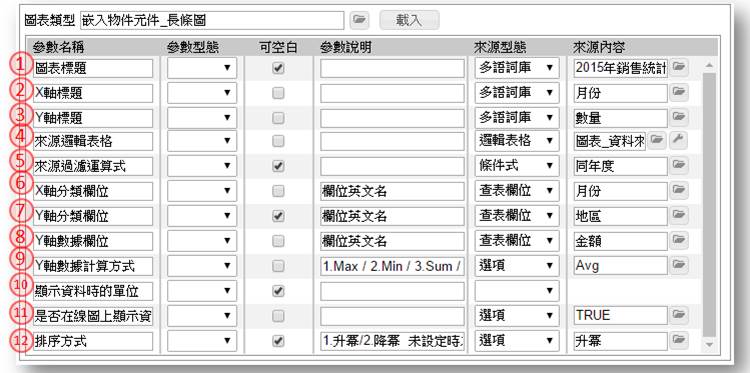 圖表類型 嵌入物件元件_長條圖 載入
參數名稱 參數型態 可空白 參數說明 來源型態 來源內容
1 圖表標題 多語詞庫 2015年銷售統計
2 X軸標題 多語詞庫 月份
3 Y軸標題 多語詞庫 數量
4 來源邏輯表格 邏輯表格 圖表_資料來
5 來源過濾運算式 條件式 同年度
6 X軸分類欄位 欄位英文名 查表欄位 月份
7 Y軸分類欄位 欄位英文名 查表欄位 地區
8 Y軸數據欄位 欄位英文名 查表欄位 金額
9 Y軸數據計算方式 1.Max / 2.Min / 3.Sum / 選項 Avg
10 顯示資料時的單位
11 是否在線圖上顯示資 選項 TRUE
12 排序方式 1.升冪/2.降冪 未設定時. 選項 升冪